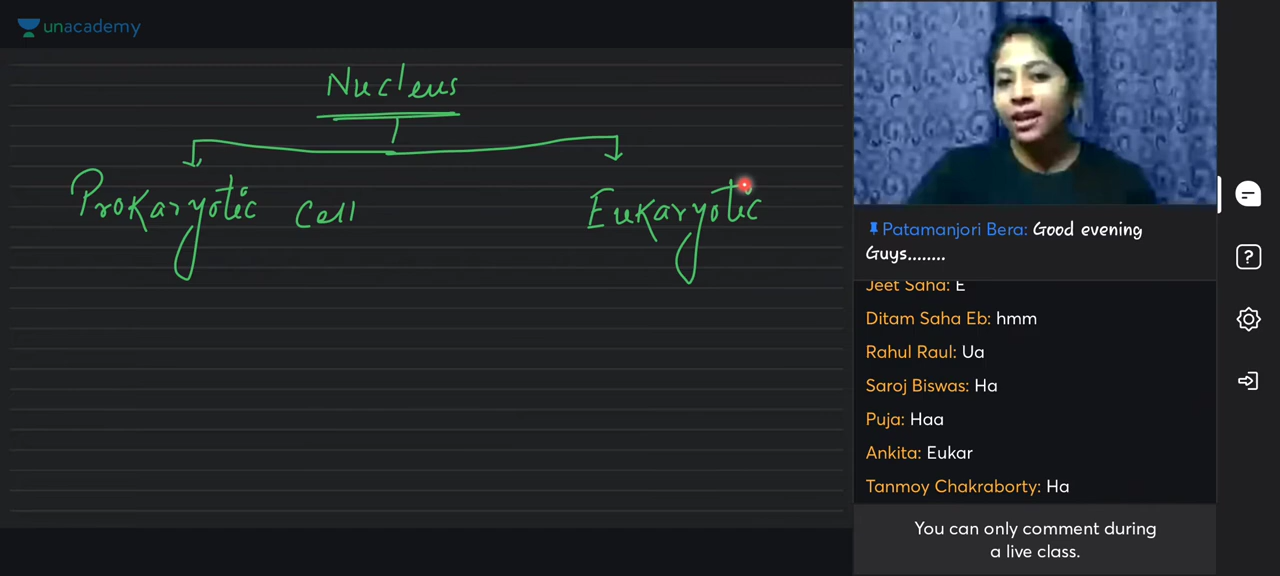 unacademy
Nucleus
Prokaryotic Cell Eukaryotic
Patamanjori Bera: Good evening
Guys........
Jeet Saha: E
Ditam Saha Eb: hmm
Rahul Raul: Ua
Saroj Biswas: Ha
Puja: Haa
Ankita: Eukar
Tanmoy Chakraborty: Ha
You can only comment during
a live class.